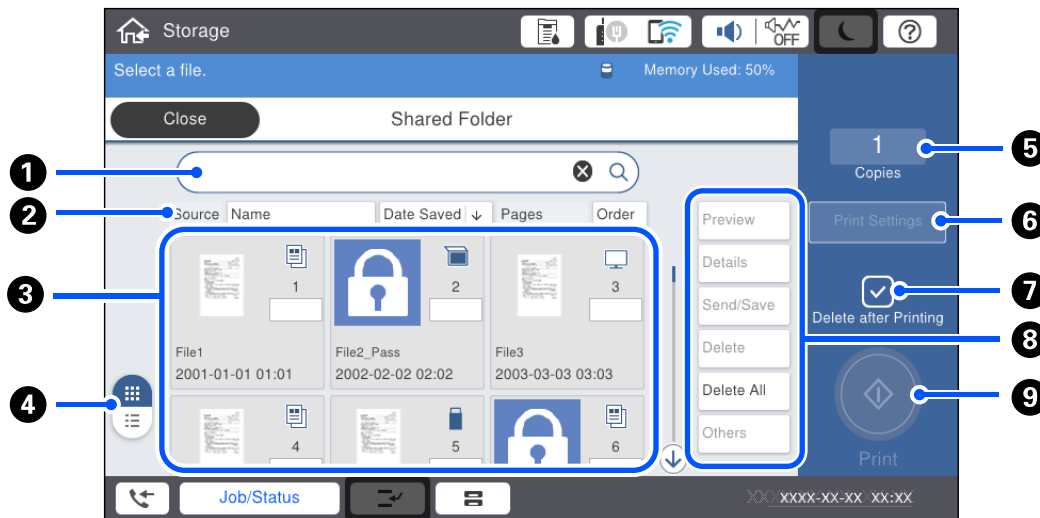 Storage
OFF
Select a file.
Memory Used: 50%
Close
Shared Folder
1
Copies
1
5
2
Source
Name
Date Saved
Pages
Order
Preview
Print Settings
6
3
1
2
3
Details
Send/Save
7
Delete after Printing
File1
2001-01-01 01:01
File2_Pass
2002-02-02 02:02
File3
2003-03-03 03:03
Delete
8
4
Delete All
9
4
5
6
Others
Print
Job/Status
XXX XXXX-XX-XX XX:XX